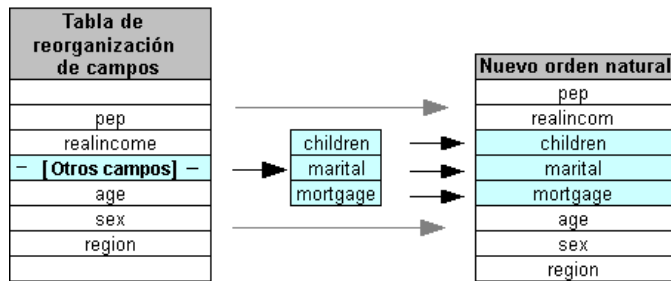 Tabla de
reorganización
de campos
pep
realincome
– [Otros campos] –
age
sex
region
children
marital
mortgage
Nuevo orden natural
pep
realincom
children
marital
mortgage
age
sex
region